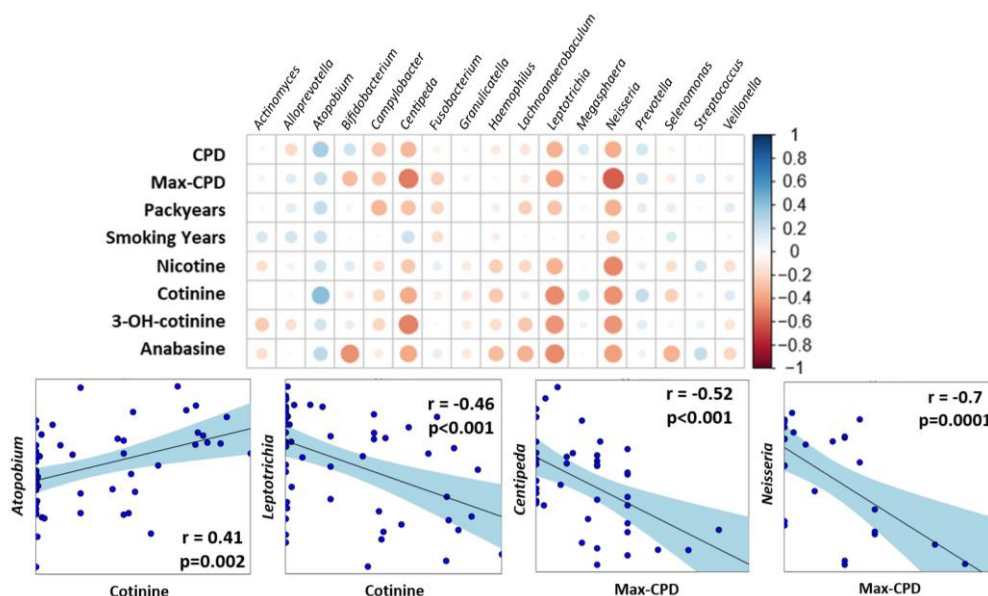 Actinomyces
Alloprevotella
Atopobium
Bifidobacterium
Campylobacter
Centipeda
Fusobacterium
Granulicatella
Haemophilus
Lachnoanaerobaculum
Leptotrichia
Megasphaera
Neisseria
Prevotella
Selenomonas
Streptococcus
Veillonella
CPD
Max-CPD
Packyears
Smoking Years
Nicotine
Cotinine
3-OH-cotinine
Anabasine
1
0.8
0.6
0.4
0.2
0
−0.2
−0.4
−0.6
−0.8
−1
Atopobium
r = 0.41
p=0.002
Cotinine
Leptotrichia
r = -0.46
p<0.001
Cotinine
Centipeda
r = -0.52
p<0.001
Max-CPD
Neisseria
r = -0.7
p=0.0001
Max-CPD